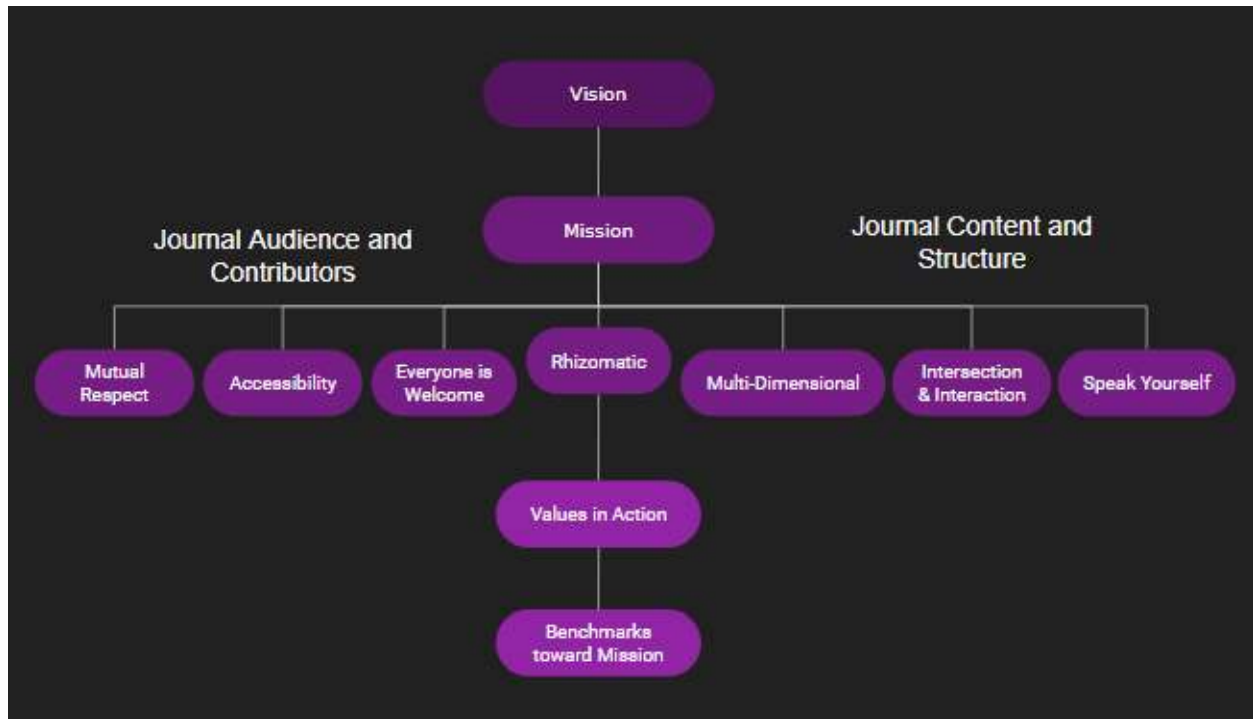 Vision
Mission
Journal Audience and
Contributors
Journal Content and
Structure
Mutual
Respect
Accessibility
Everyone is
Welcome
Rhizomatic
Multi-Dimensional
Intersection
& Interaction
Speak Yourself
Values in Action
Benchmarks
toward Mission